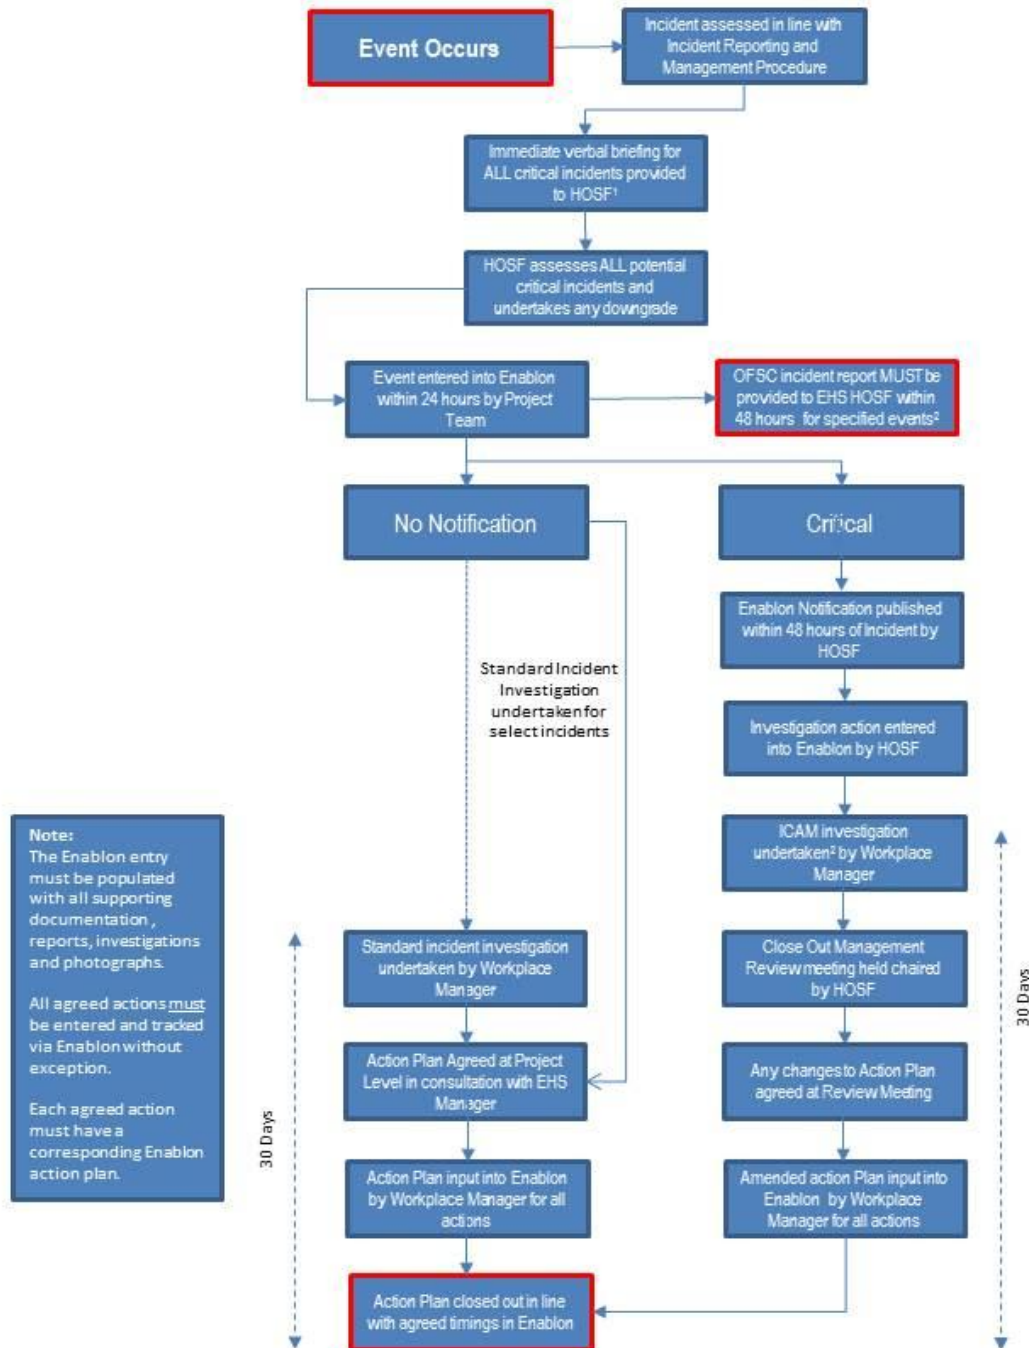 Event Occurs
Incident assessed in line with
Incident Reporting and
Management Procedure
Immediate verbal briefing for
ALL critical incidents provided
to HOSF¹
HOSF assesses ALL potential
critical incidents and
undertakes any downgrade
Event entered into Enablon
within 24 hours by Project
Team
OFSC incident report MUST be
provided to EHS HOSF within
48 hours for specified events²
No Notification
Critical
Enablon Notification published
within 48 hours of Incident by
HOSF
Standard Incident
Investigation
undertaken for
select incidents
Investigation action entered
into Enablon by HOSF
ICAM investigation
undertaken² by Workplace
Manager
Note:
The Enablon entry
must be populated
with all supporting
documentation ,
reports, investigations
and photographs.
All agreed actions must
be entered and tracked
via Enablon without
exception.
Each agreed action
must have a
corresponding Enablon
action plan.
30 Days
Standard incident investigation
undertaken by Workplace
Manager
Close Out Management
Review meeting held chaired
by HOSF
30 Days
Action Plan Agreed at Project
Level in consultation with EHS
Manager
Any changes to Action Plan
agreed at Review Meeting
Action Plan input into Enablon
by Workplace Manager for all
actions
Amended action Plan input into
Enablon by Workplace
Manager for all actions
Action Plan closed out in line
with agreed timings in Enablon